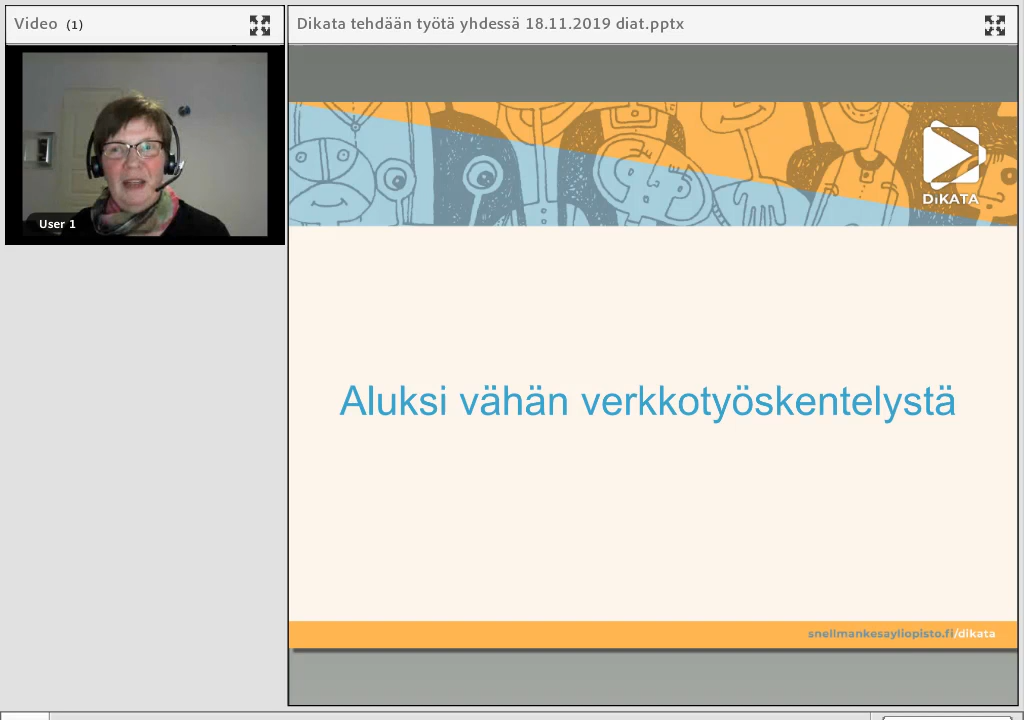 Video (1)
Dikata tehdään työtä yhdessä 18.11.2019 diat.pptx
User 1
DiKATA
Aluksi vähän verkkotyöskentelystä
snellmankesayliopisto.fi/dikata